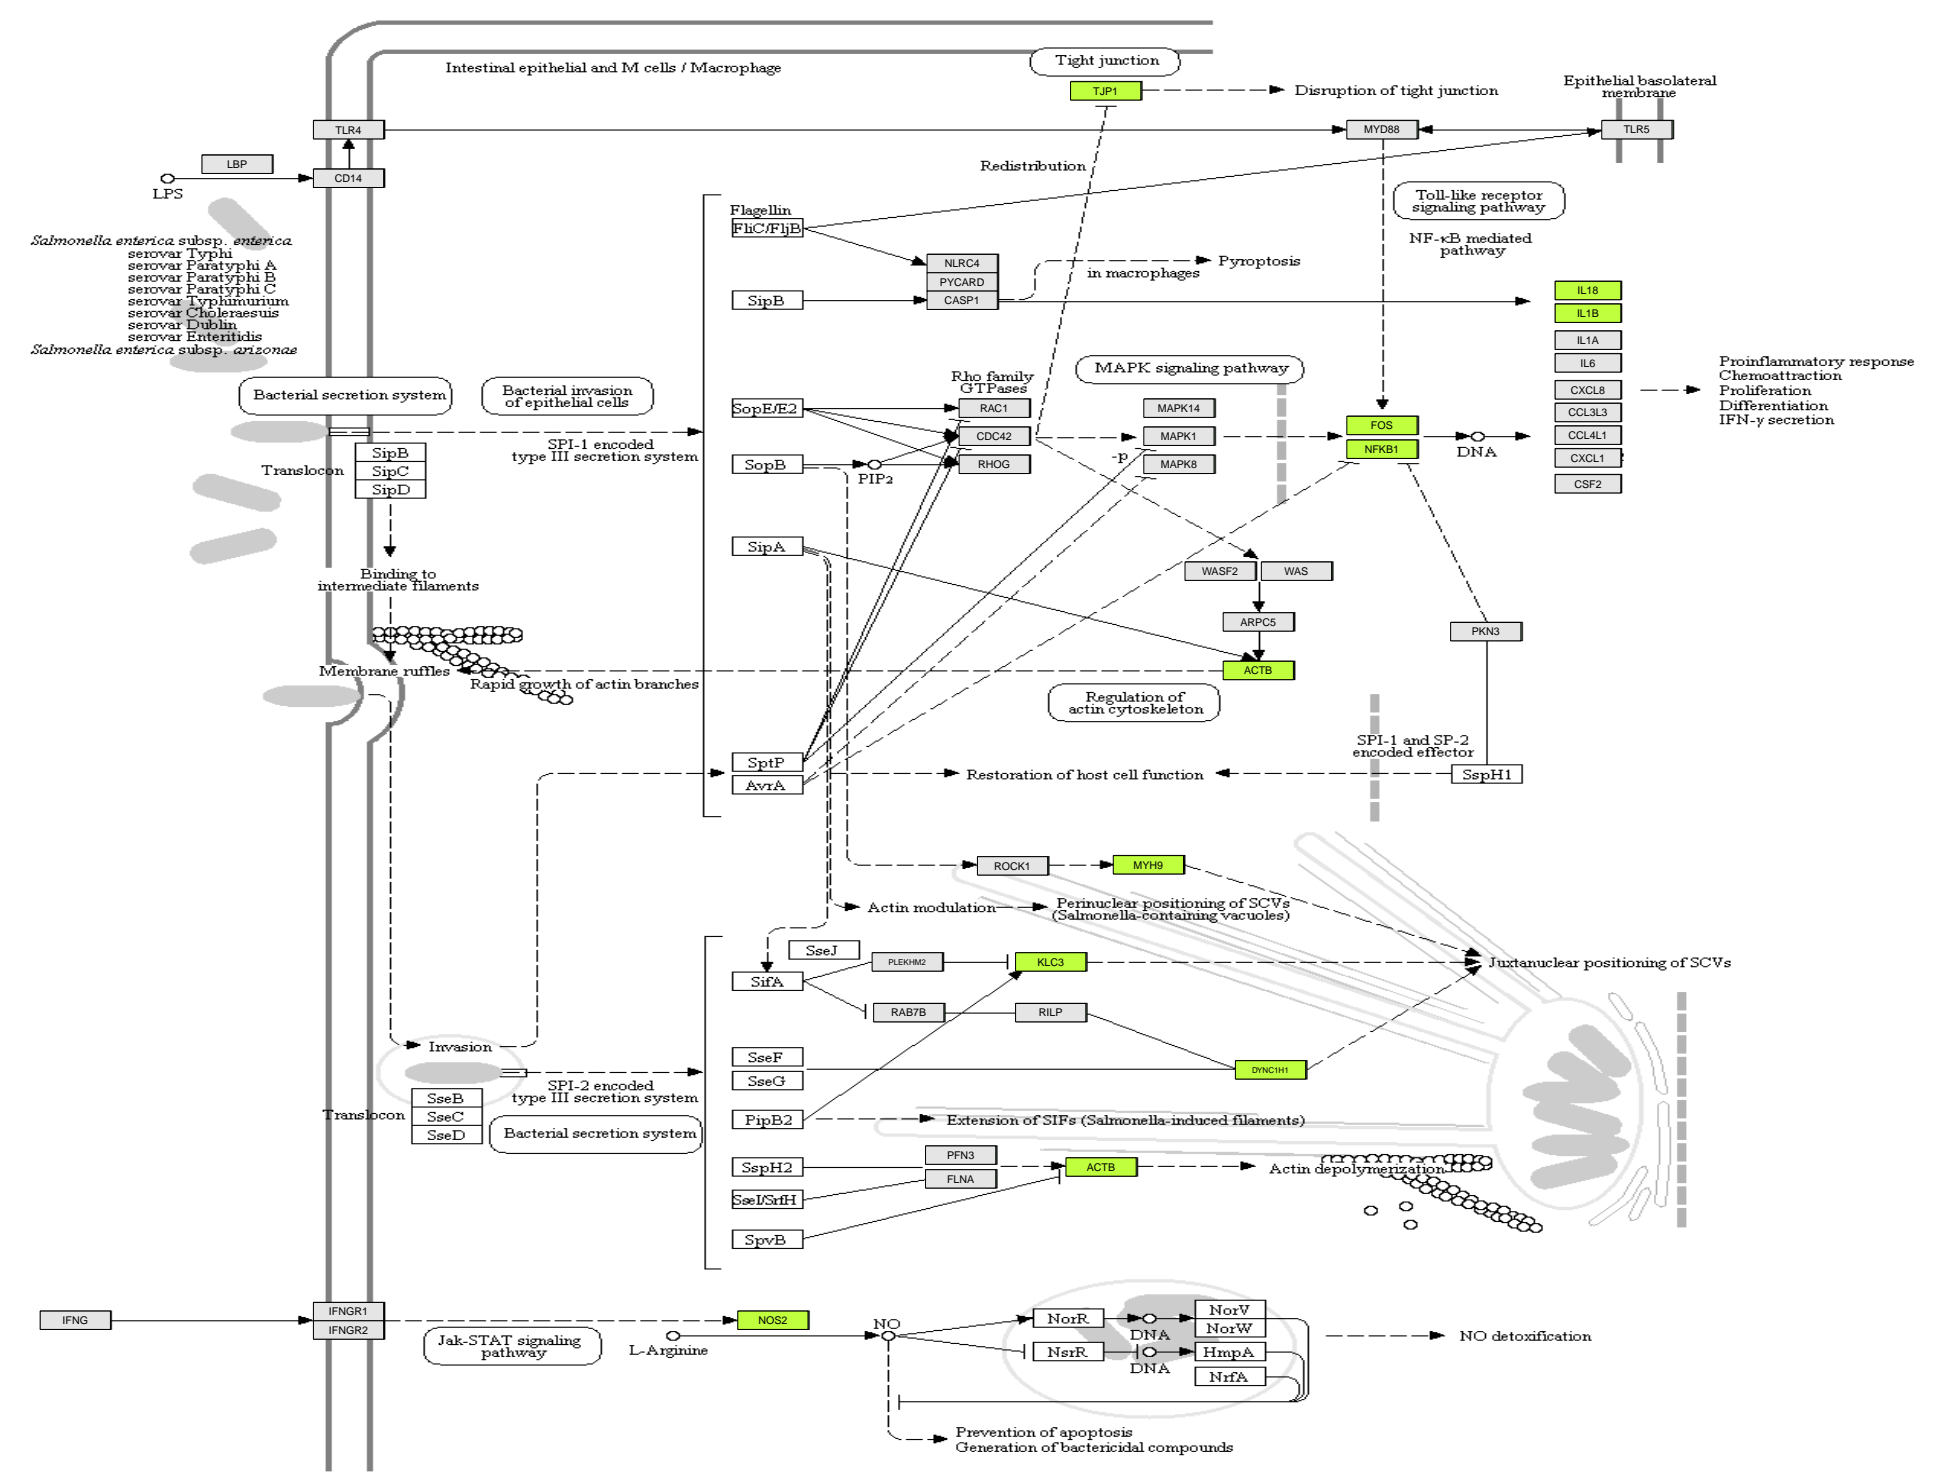 Tight junction
Intestinal epithelial and M cells / Macrophage
TJP1
Disruption of tight junction
Epithelial basolateral
membrane
TLR4
MYD88
TLR5
LBP
Redistribution
CD14
LPS
Toll-like receptor
signaling pathway
Flagellin
FliC/FljB
NF-κB mediated
pathway
Salmonella enterica subsp. enterica
serovar Typhi
serovar Paratyphi A
serovar Paratyphi B
serovar Paratyphi C
serovar Typhimurium
serovar Choleraesuis
serovar Dublin
serovar Enteritidis
Salmonella enterica subsp. arizonae
NLRC4
PYCARD
CASP1
Pyroptosis
in macrophages
SipB
IL18
IL1B
IL1A
IL6
CXCL8
CCL3L3
CCL4L1
CXCL1
CSF2
Proinflammatory response
Chemoattraction
Proliferation
Differentiation
IFN-γ secretion
MAPK signaling pathway
Rho family
GTPases
Bacterial secretion system
Bacterial invasion
of epithelial cells
SopE/E2
RAC1
MAPK14
FOS
CDC42
MAPK1
NFKB1
DNA
SPI-1 encoded
type III secretion system
SopB
PIP2
RHOG
-p
MAPK8
Translocon
SipB
SipC
SipD
SipA
WASF2
WAS
Binding to
intermediate filaments
ARPC5
PKN3
Membrane ruffles
ACTB
Rapid growth of actin branches
Regulation of
actin cytoskeleton
SPI-1 and SP-2
encoded effector
SptP
AvrA
Restoration of host cell function
SspH1
ROCK1
MYH9
Actin modulation
Perinuclear positioning of SCVs
(Salmonella-containing vacuoles)
SseJ
SifA
PLEKHM2
KLC3
Juxtanuclear positioning of SCVs
RAB7B
RILP
Invasion
SseF
SseG
DYNC1H1
SPI-2 encoded
type III secretion system
Translocon
SseB
SseC
SseD
Bacterial secretion system
PipB2
Extension of SIFs (Salmonella-induced filaments)
SspH2
PFN3
FLNA
ACTB
Actin depolymerization
SseI/SrfH
SpvB
IFNG
IFNGR1
IFNGR2
NOS2
Jak-STAT signaling
pathway
L-Arginine
NO
NorR
DNA
NorV
NorW
NsrR
DNA
HmpA
NrfA
NO detoxification
Prevention of apoptosis
Generation of bactericidal compounds